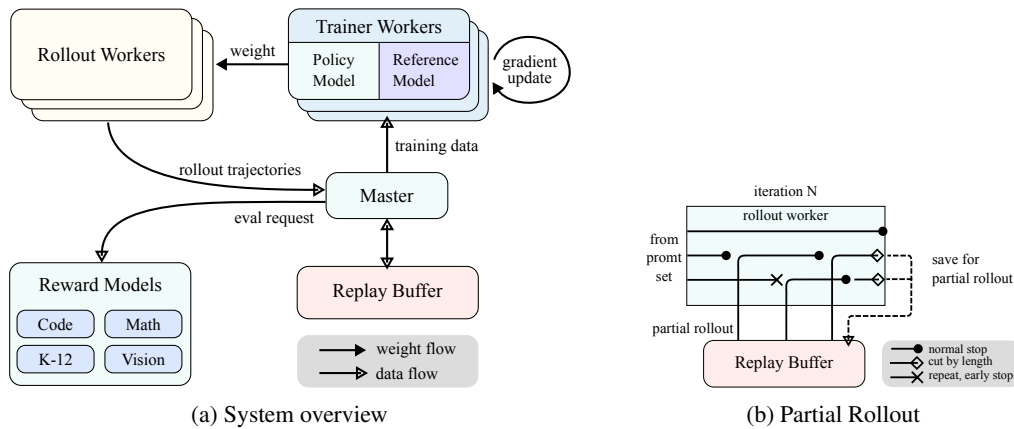 Rollout Workers
weight
Trainer Workers
Policy
Model
Reference
Model
gradient
update
rollout trajectories
training data
Master
eval request
Reward Models
Code
Math
K-12
Vision
Replay Buffer
weight flow
data flow
(a) System overview
iteration N
rollout worker
from
promt
set
save for
partial rollout
partial rollout
Replay Buffer
normal stop
cut by length
repeat, early stop
(b) Partial Rollout